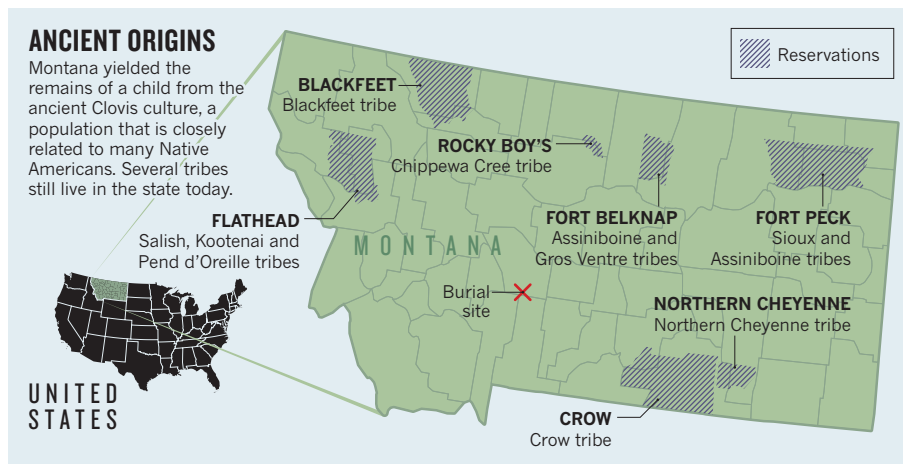 ANCIENT ORIGINS
Montana yielded the
remains of a child from the
ancient Clovis culture, a
population that is closely
related to many Native
Americans. Several tribes
still live in the state today.
Reservations
BLACKFEET
Blackfeet tribe
ROCKY BOY'S
Chippewa Cree tribe
FLATHEAD
Salish, Kootenai and
Pend d'Oreille tribes
MONTANA
FORT BELKNAP
Assiniboine and
Gros Ventre tribes
FORT PECK
Sioux and
Assiniboine tribes
Burial
site
NORTHERN CHEYENNE
Northern Cheyenne tribe
UNITED
STATES
CROW
Crow tribe